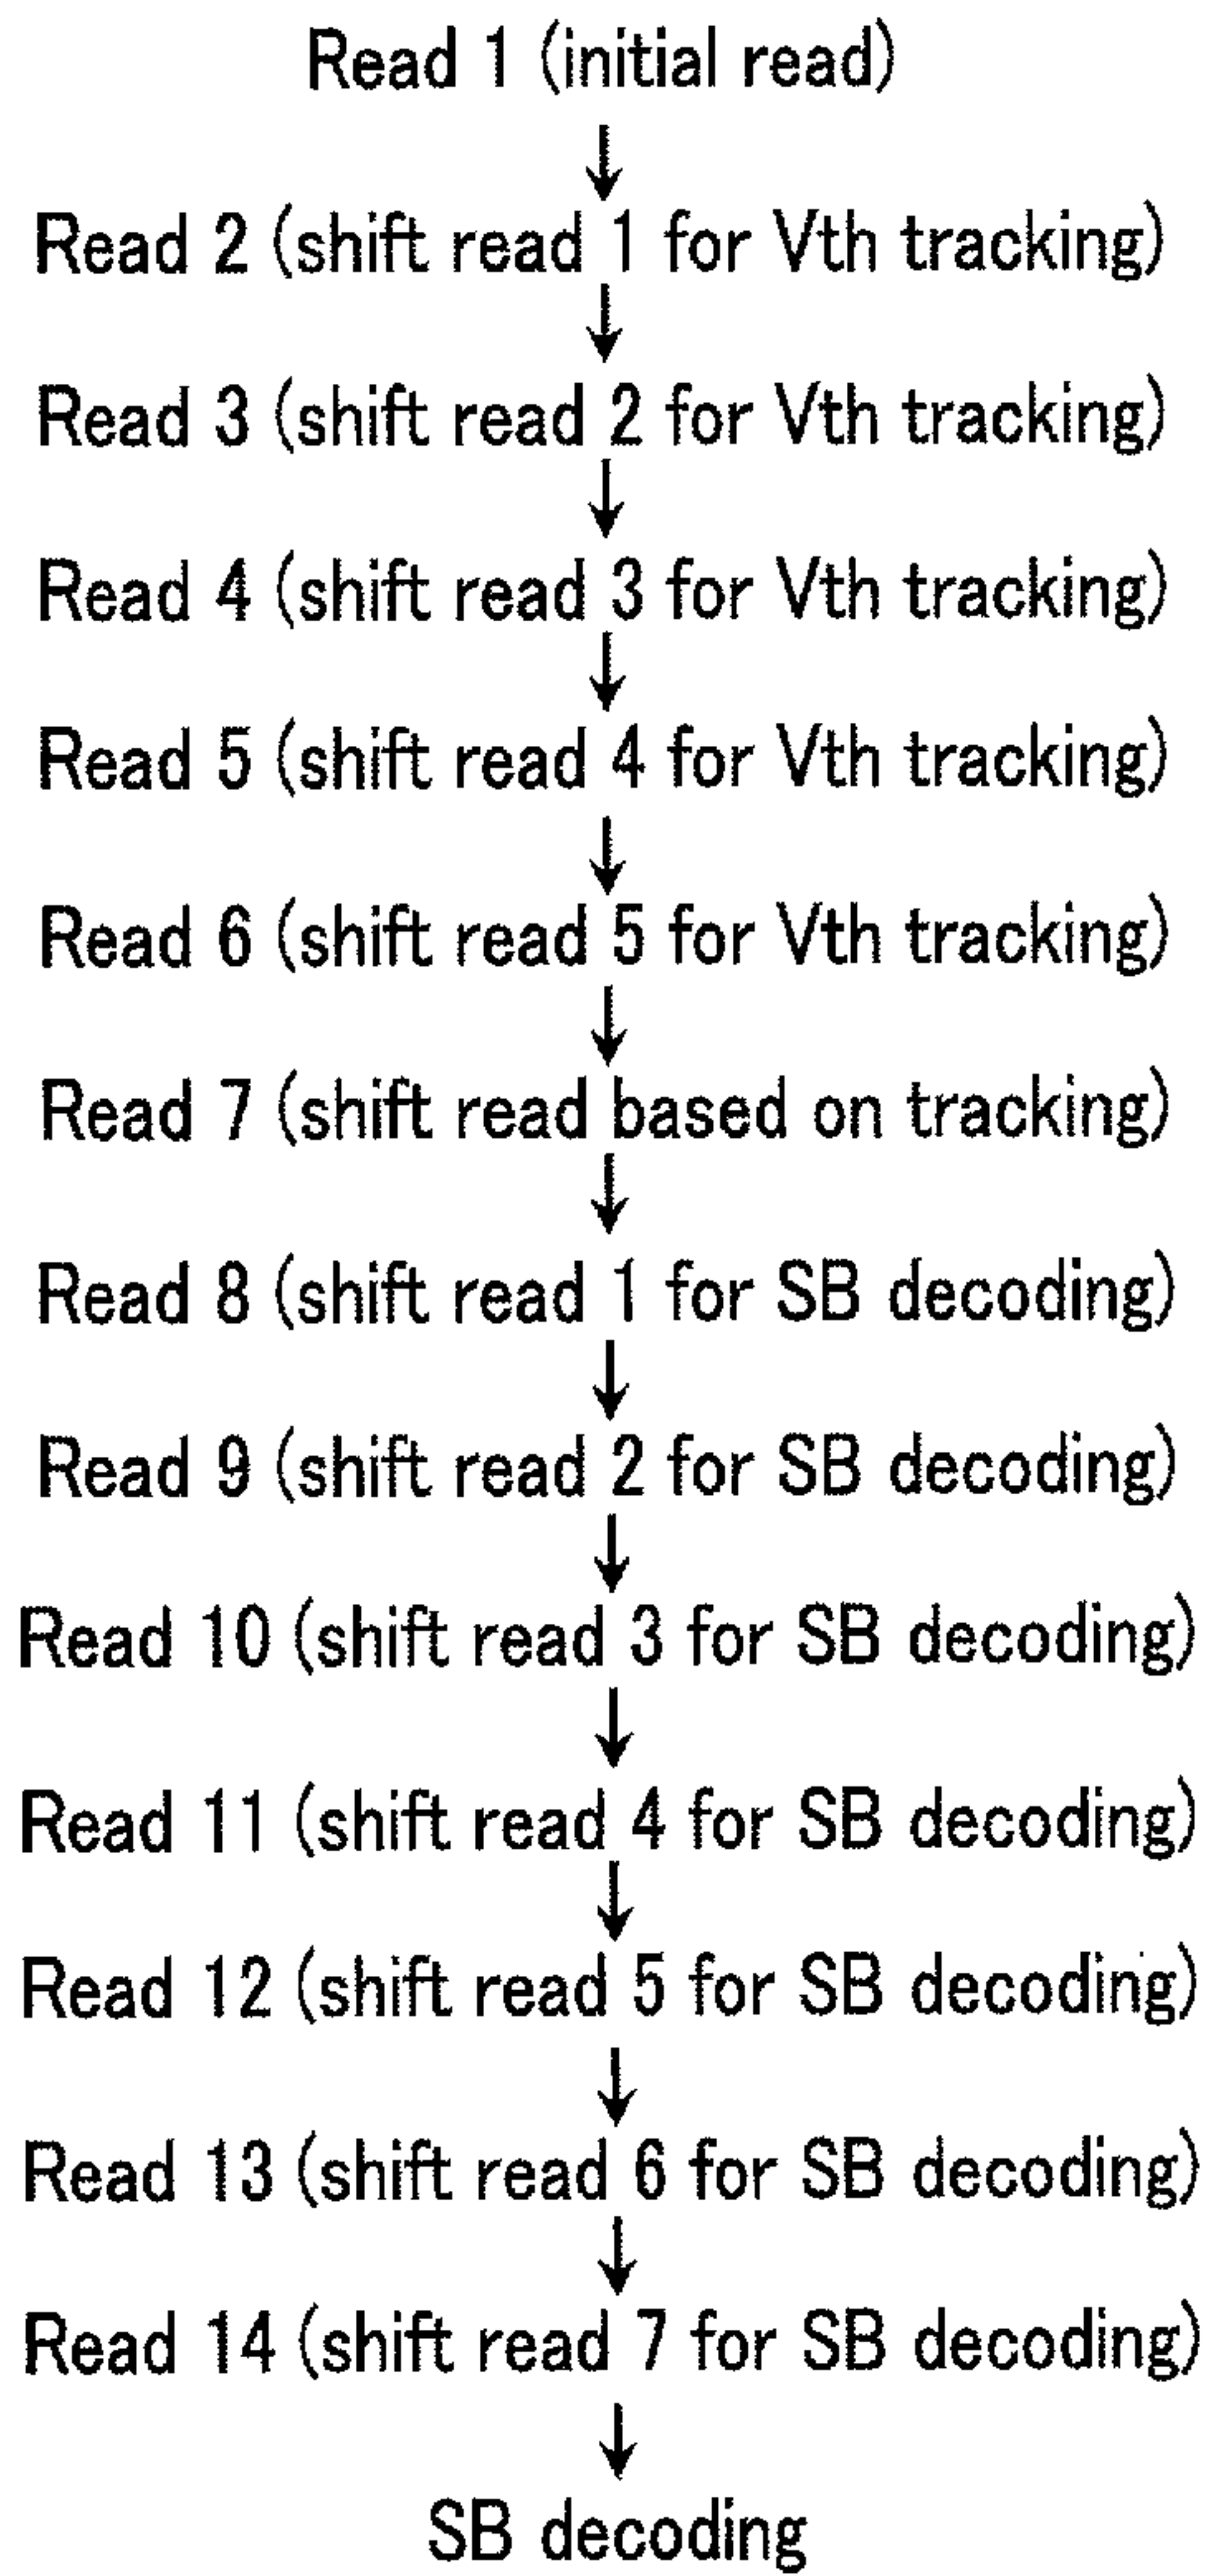 Read 1 (initial read)
Read 2 (shift read 1 for Vth tracking)
Read 3 (shift read 2 for Vth tracking)
Read 4 (shift read 3 for Vth tracking)
Read 5 (shift read 4 for Vth tracking)
Read 6 (shift read 5 for Vth tracking)
Read 7 (shift read based on tracking)
Read 8 (shift read 1 for SB decoding)
Read 9 (shift read 2 for SB decoding)
Read 10 (shift read 3 for SB decoding)
Read 11 (shift read 4 for SB decoding)
Read 12 (shift read 5 for SB decoding)
Read 13 (shift read 6 for SB decoding)
Read 14 (shift read 7 for SB decoding)
SB decoding